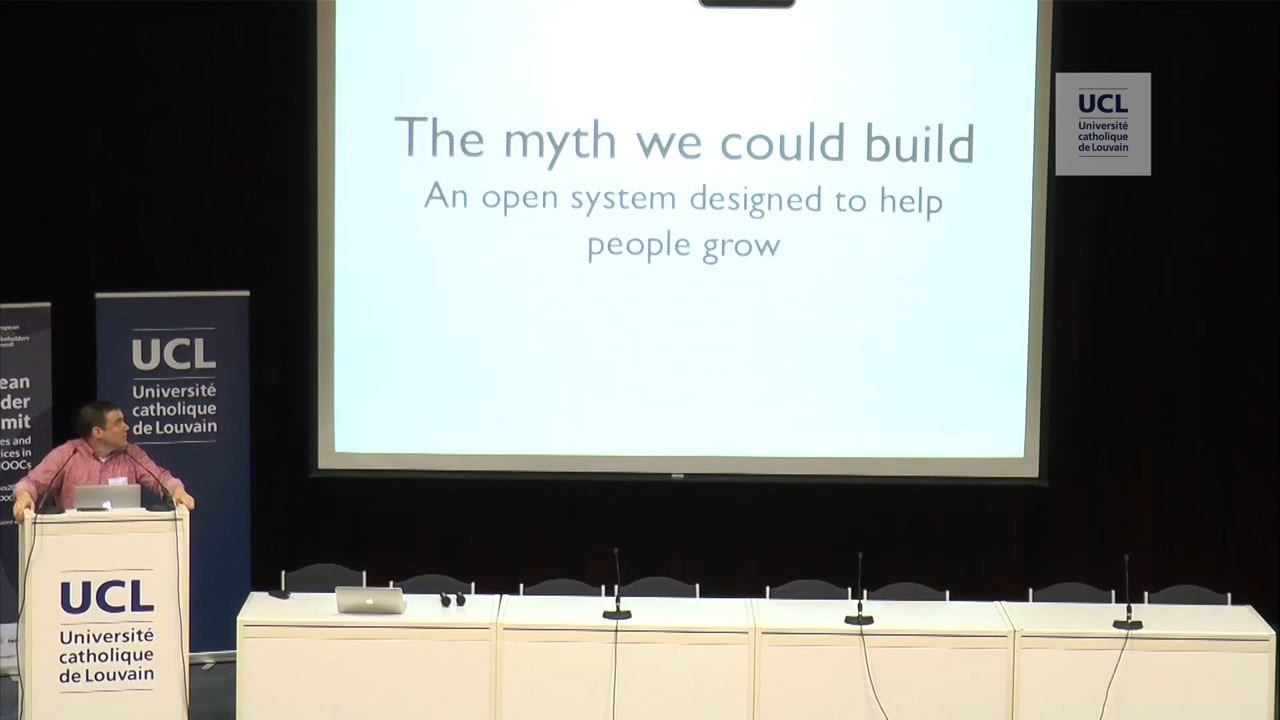 The myth we could build
An open system designed to help
people grow
UCL
Université
catholique
de Louvain
UCL
Université
catholique
de Louvain
UCL
Université
catholique
de Louvain